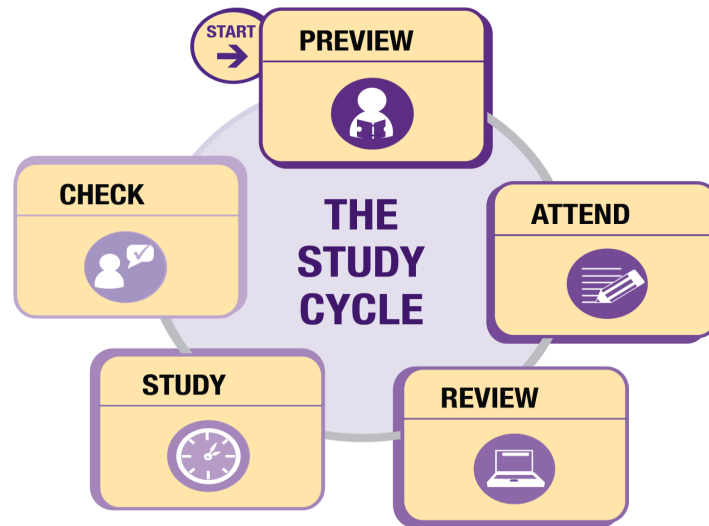 START
PREVIEW
ATTEND
REVIEW
STUDY
CHECK
THE
STUDY
CYCLE